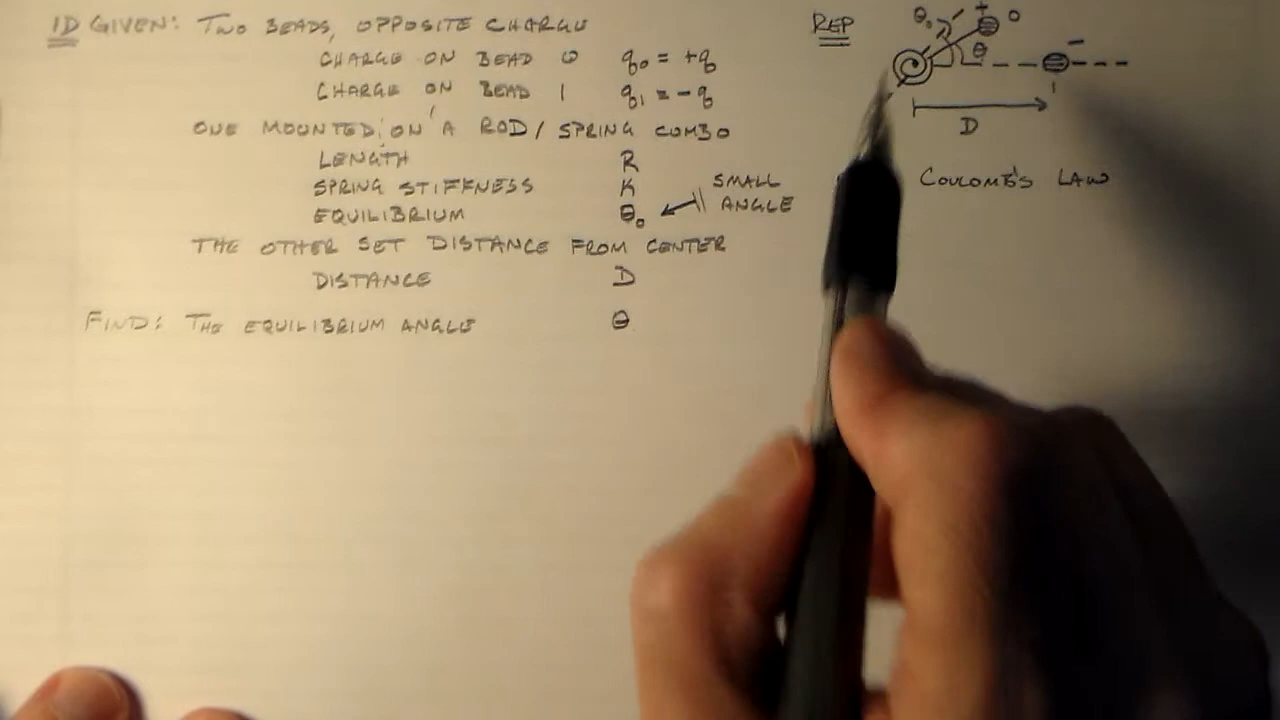 ID GIVEN: TWO BEADS, OPPOSITE CHARGE
CHARGE ON BEAD 0 q₀ = +q
CHARGE ON BEAD 1 q₁ = -q
ONE MOUNTED ON A ROD/SPRING COMBO
LENGTH R
SPRING STIFFNESS K
EQUILIBRIUM θ₀
SMALL
ANGLE
THE OTHER SET DISTANCE FROM CENTER
DISTANCE D
FIND: THE EQUILIBRIUM ANGLE θ
REP
θ₀ + 0
θ
-
1
D
COULOMB'S LAW